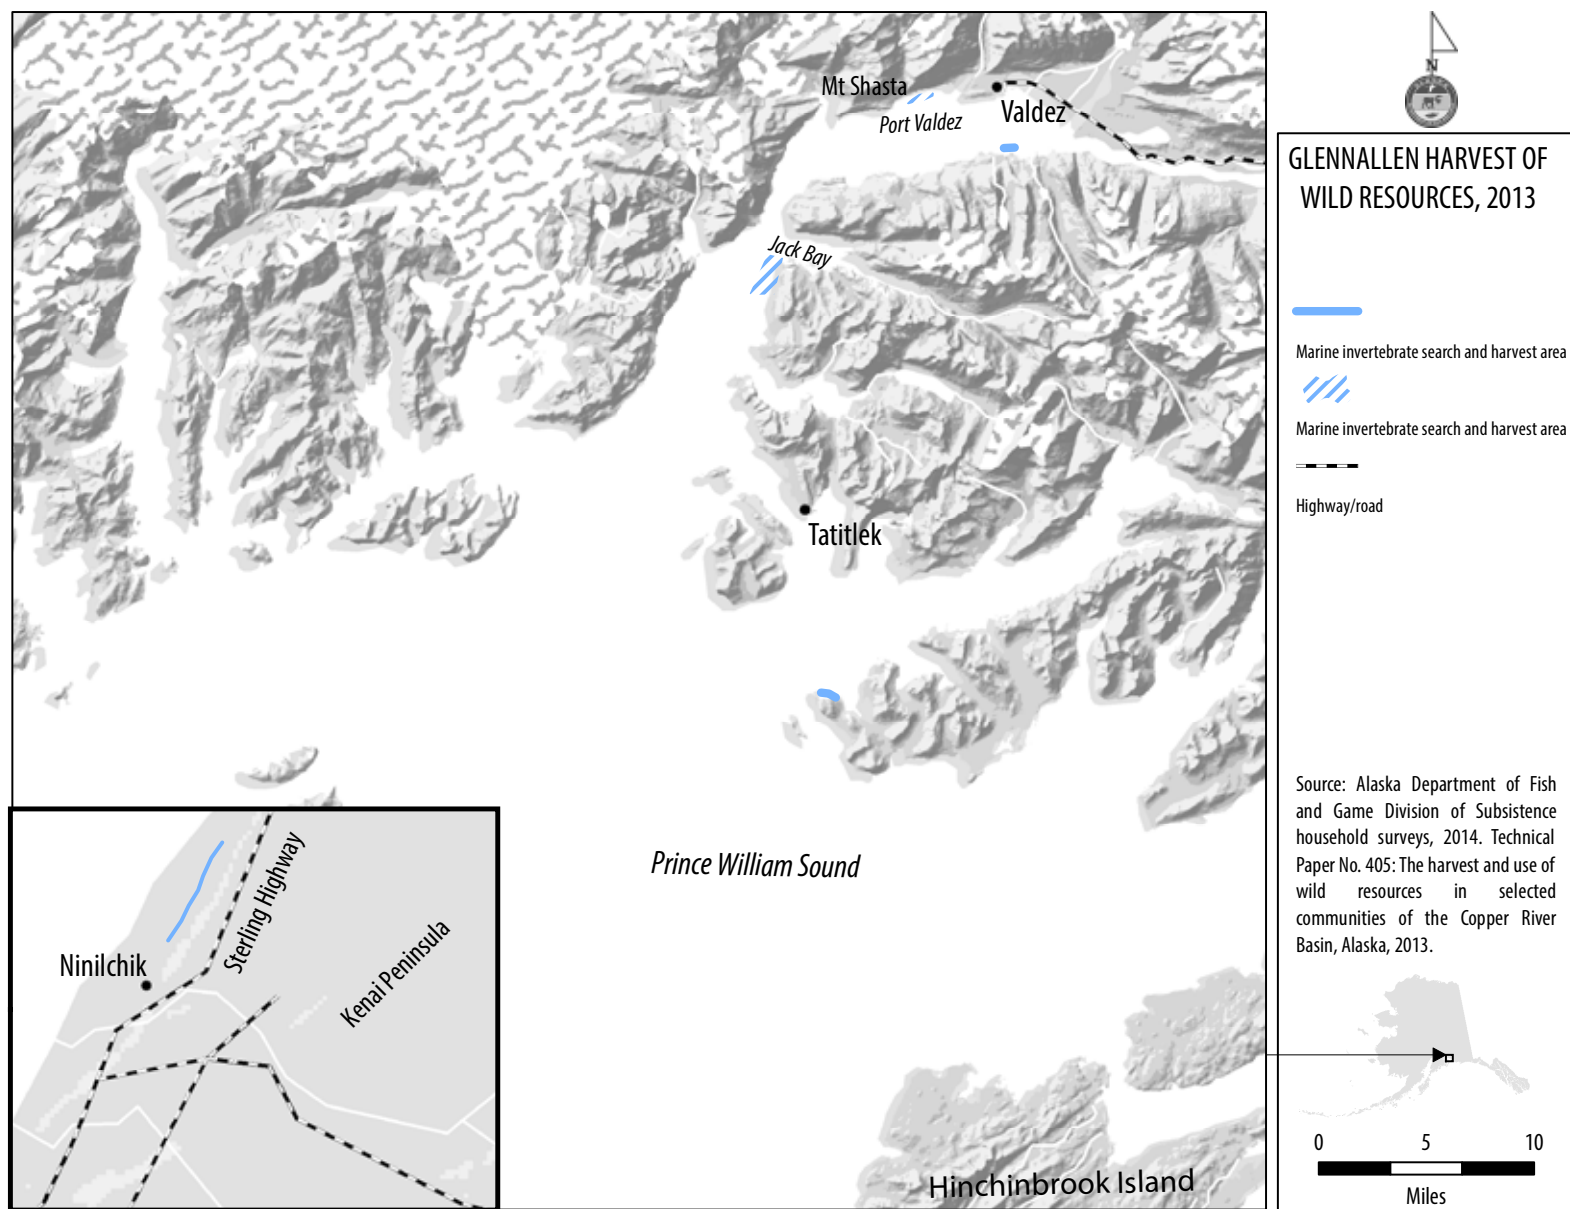 Mt Shasta
Port Valdez
Valdez
Jack Bay
Tatitlek
Prince William Sound
Hinchinbrook Island
Ninilchik
Sterling Highway
Kenai Peninsula
N
GLENNALLEN HARVEST OF
WILD RESOURCES, 2013
Marine invertebrate search and harvest area
Marine invertebrate search and harvest area
Highway/road
Source: Alaska Department of Fish
and Game Division of Subsistence
household surveys, 2014. Technical
Paper No. 405: The harvest and use of
wild resources in selected
communities of the Copper River
Basin, Alaska, 2013.
0 5 10
Miles